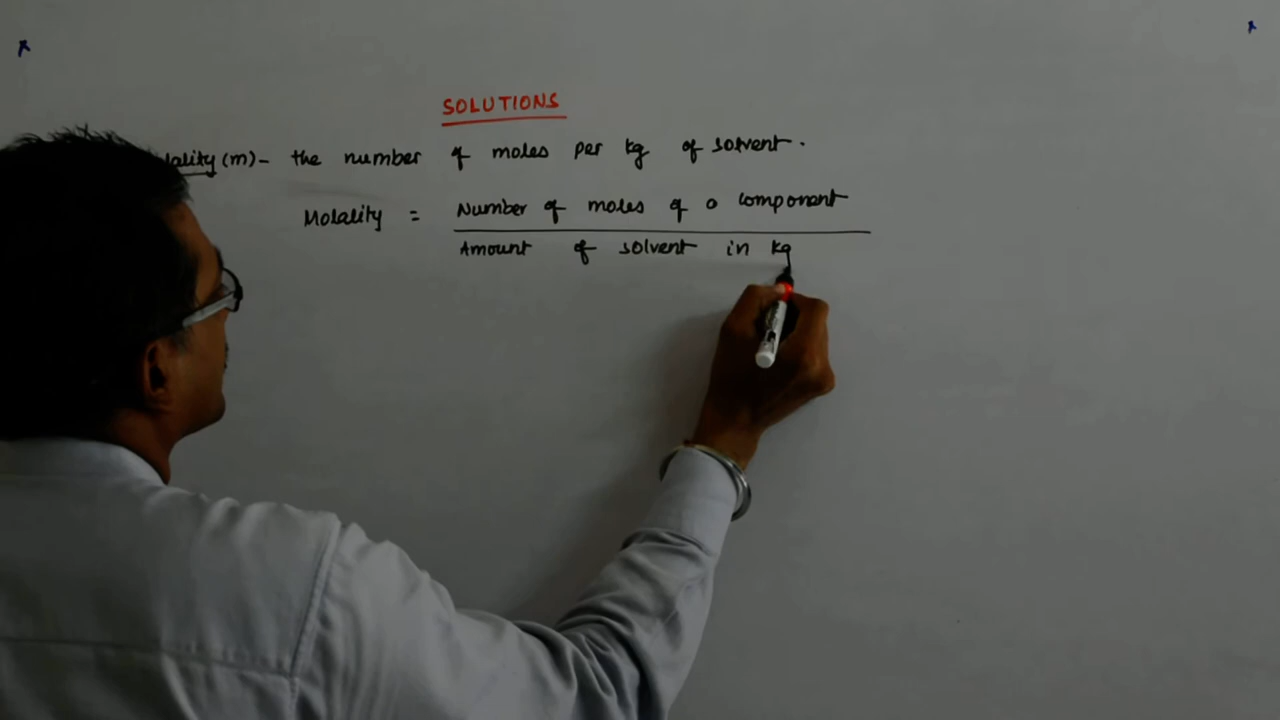 SOLUTIONS
lality (m) - the number of moles per kg of solvent.
Molality = Number of moles of a component
Amount of solvent in kg